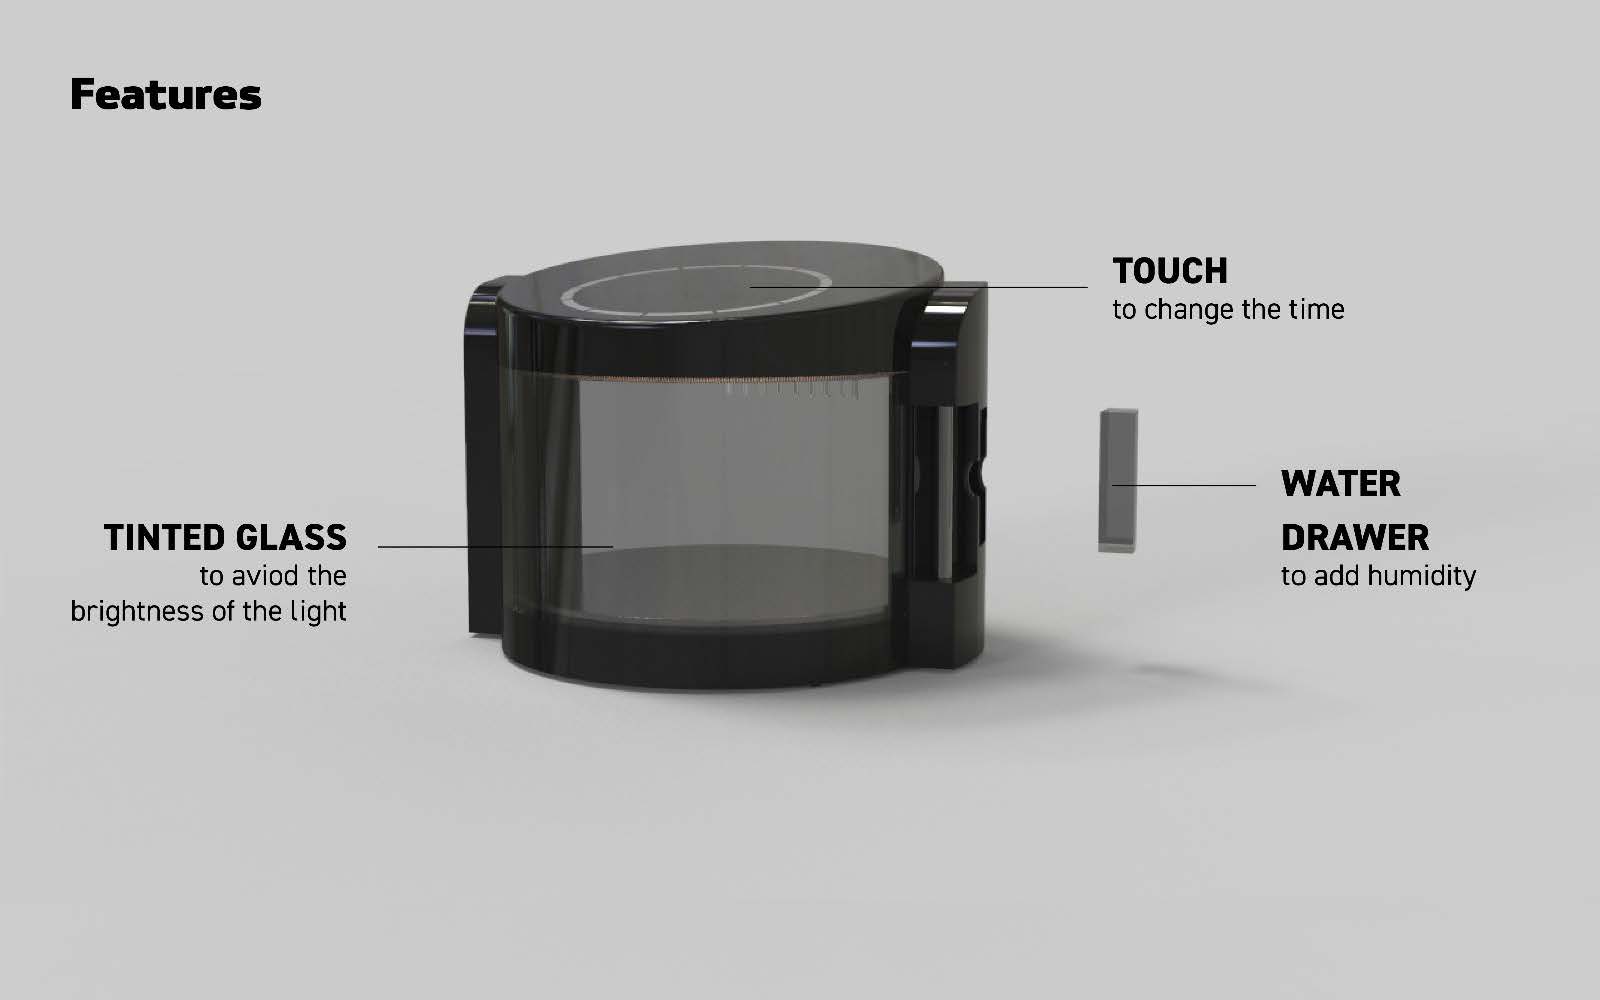 Features
TOUCH
to change the time
WATER
DRAWER
to add humidity
TINTED GLASS
to aviod the
brightness of the light